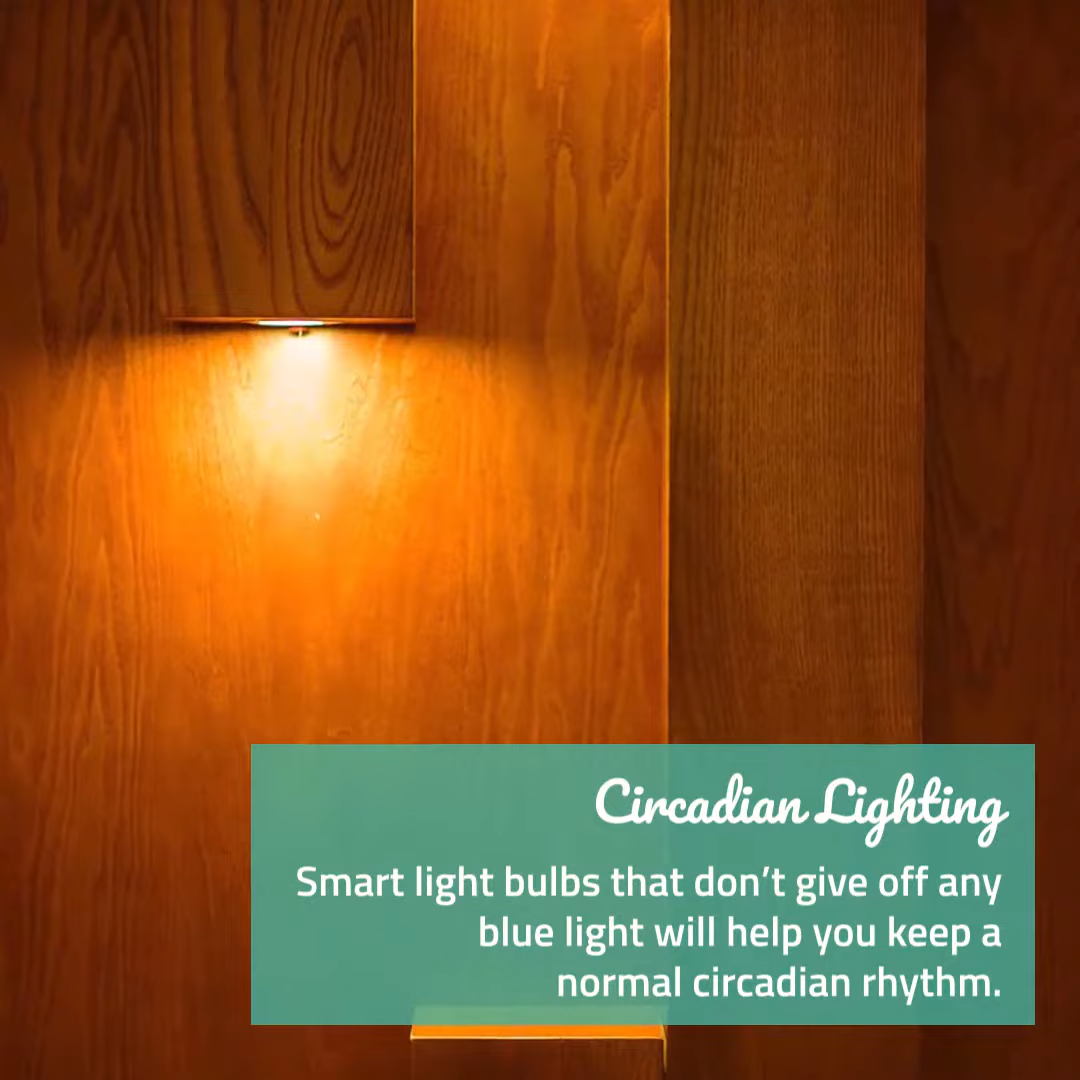 Circadian Lighting
Smart light bulbs that don’t give off any
blue light will help you keep a
normal circadian rhythm.